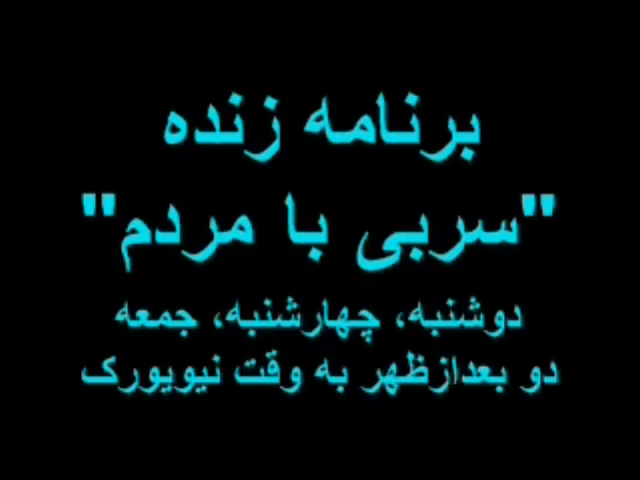 برنامه زنده
"سربی با مردم"
دوشنبه، چهارشنبه، جمعه
دو بعدازظهر به وقت نیویورک